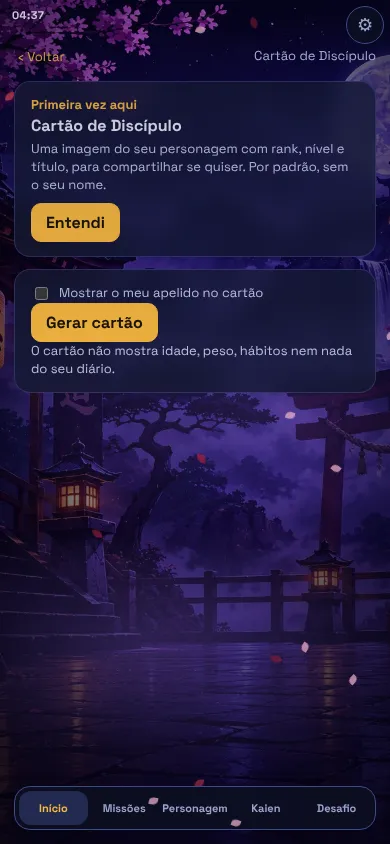 04:37
‹ Voltar
Cartão de Discípulo
Primeira vez aqui
Cartão de Discípulo
Uma imagem do seu personagem com rank, nível e
título, para compartilhar se quiser. Por padrão, sem
o seu nome.
Entendi
Mostrar o meu apelido no cartão
Gerar cartão
O cartão não mostra idade, peso, hábitos nem nada
do seu diário.
Início Missões Personagem Kaien Desafio